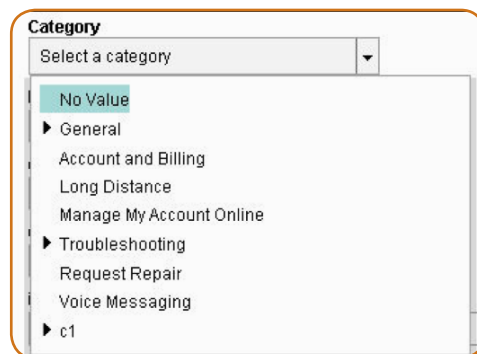 Category
Select a category
No Value
General
Account and Billing
Long Distance
Manage My Account Online
Troubleshooting
Request Repair
Voice Messaging
c1